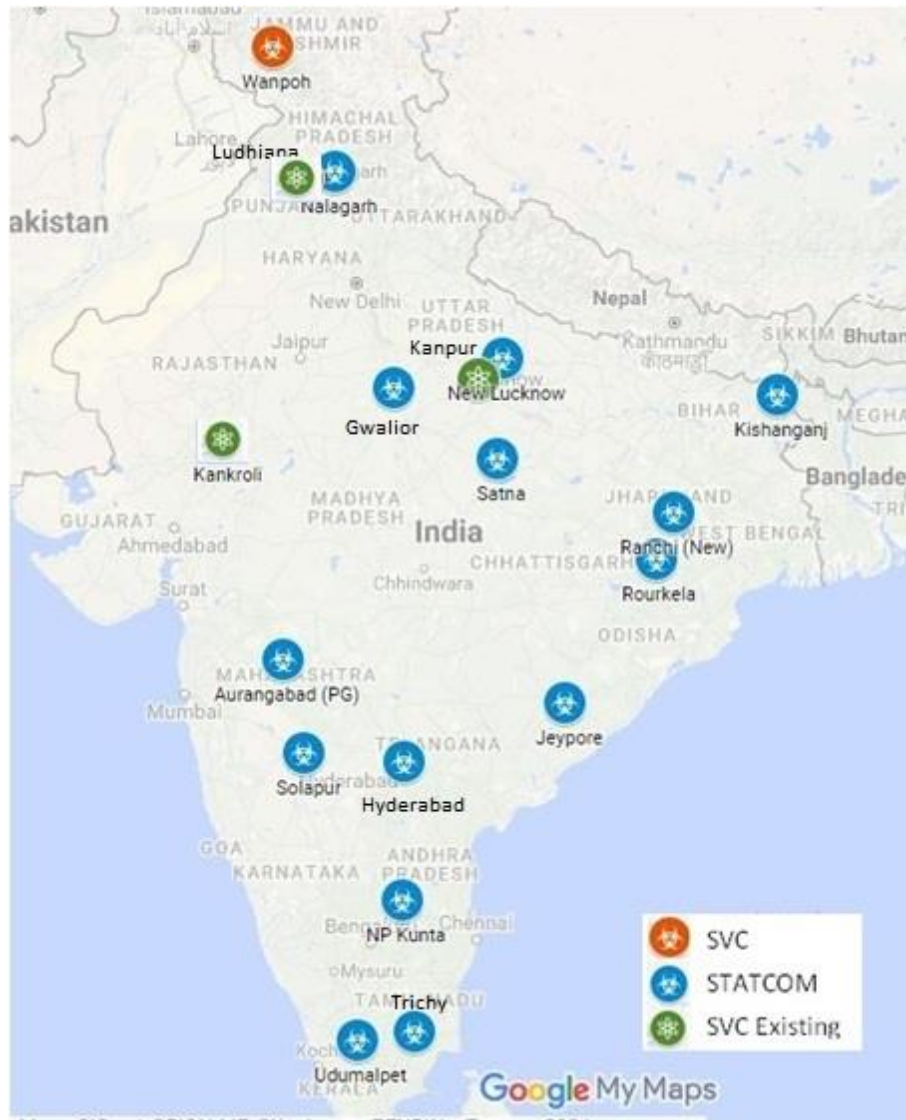 Islamabad
اسلام آباد
JAMMU AND
KASHMIR
Wanpoh
HIMACHAL
PRADESH
Lahore
Ludhiana
Nalagarh
PUNJAB
UTTARAKHAND
akistan
HARYANA
New Delhi
Nepal
UTTAR
PRADESH
Kathmandu
काठमाडौं
SIKKIM
Bhutan
Jaipur
RAJASTHAN
Kanpur
New Lucknow
Gwalior
BIHAR
Kishanganj
MEGHA
Kankroli
Satna
Banglade
MADHYA
PRADESH
JHARKHAND
TRI
GUJARAT
Ahmedabad
India
Ranchi (New)
WEST BENGAL
CHHATTISGARH
Chhindwara
Surat
Rourkela
ODISHA
MAHARASHTRA
Aurangabad (PG)
Mumbai
Jeypore
TELANGANA
Solapur
Hyderabad
Hyderabad
GOA
KARNATAKA
ANDHRA
PRADESH
Chennai
NP Kunta
Mysuru
TAMIL NADU
Trichy
Udumalpet
KERALA
SVC
STATCOM
SVC Existing
Google My Maps